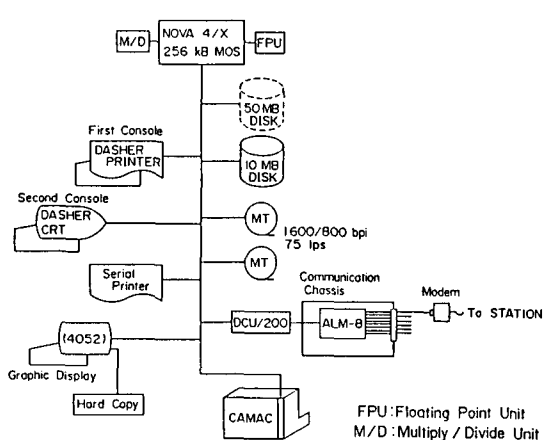 NOVA 4/X
256 kB MOS
M/D
FPU
50 MB
DISK
First Console
DASHER
PRINTER
10 MB
DISK
Second Console
DASHER
CRT
MT
1600/800 bpi
75 Ips
MT
Serial
Printer
Communication
Chassis
Modem
DCU/200
ALM-8
To STATION
(4052)
Graphic Display
Hard Copy
CAMAC
FPU : Floating Point Unit
M/D : Multiply / Divide Unit